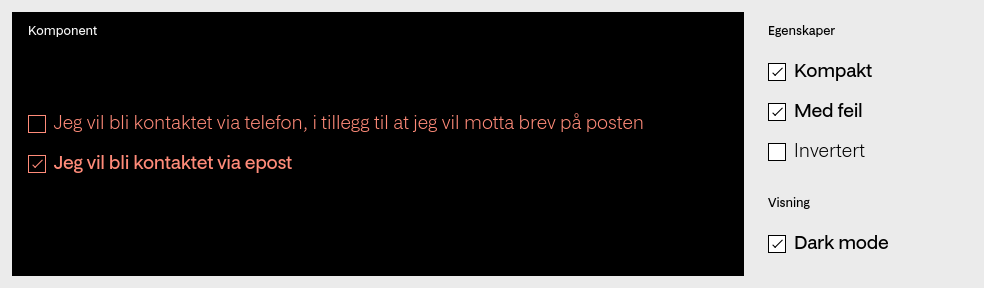 Komponent
Jeg vil bli kontaktet via telefon, i tillegg til at jeg vil motta brev på posten
Jeg vil bli kontaktet via epost
Egenskaper
Kompakt
Med feil
Invertert
Visning
Dark mode